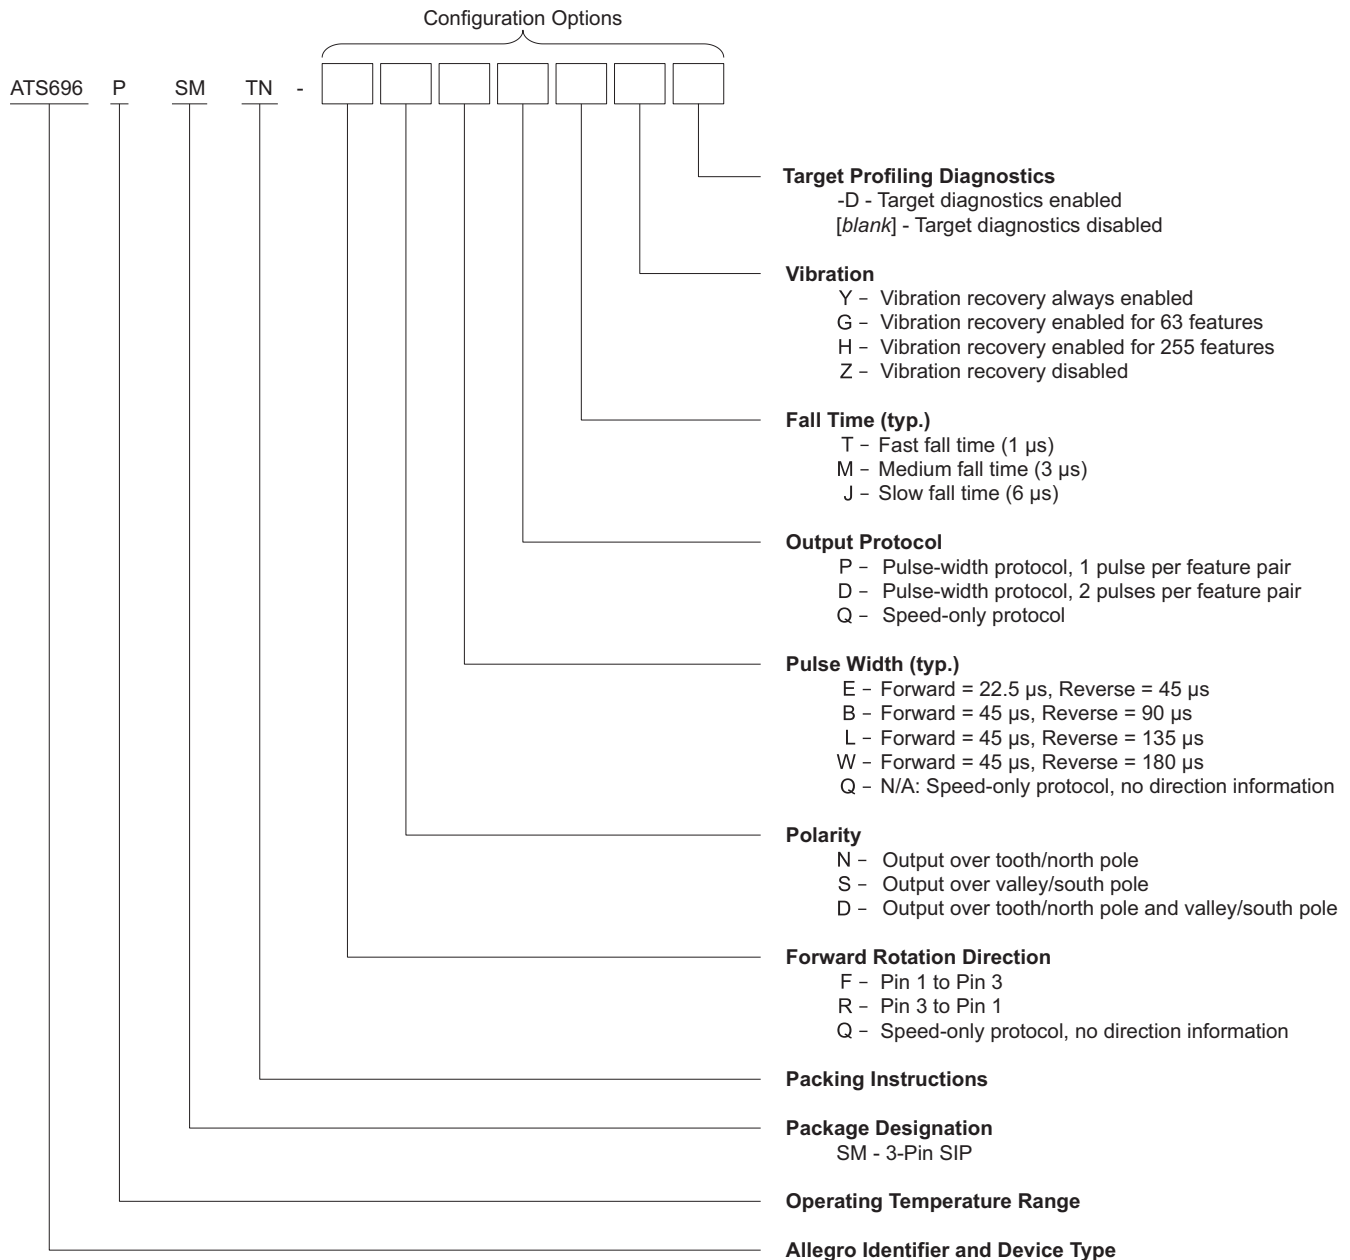 Configuration Options
ATS696 P SM TN -
Target Profiling Diagnostics
-D - Target diagnostics enabled
[blank] - Target diagnostics disabled
Vibration
Y – Vibration recovery always enabled
G – Vibration recovery enabled for 63 features
H – Vibration recovery enabled for 255 features
Z – Vibration recovery disabled
Fall Time (typ.)
T – Fast fall time (1 µs)
M – Medium fall time (3 µs)
J – Slow fall time (6 µs)
Output Protocol
P – Pulse-width protocol, 1 pulse per feature pair
D – Pulse-width protocol, 2 pulses per feature pair
Q – Speed-only protocol
Pulse Width (typ.)
E – Forward = 22.5 µs, Reverse = 45 µs
B – Forward = 45 µs, Reverse = 90 µs
L – Forward = 45 µs, Reverse = 135 µs
W – Forward = 45 µs, Reverse = 180 µs
Q – N/A: Speed-only protocol, no direction information
Polarity
N – Output over tooth/north pole
S – Output over valley/south pole
D – Output over tooth/north pole and valley/south pole
Forward Rotation Direction
F – Pin 1 to Pin 3
R – Pin 3 to Pin 1
Q – Speed-only protocol, no direction information
Packing Instructions
Package Designation
SM - 3-Pin SIP
Operating Temperature Range
Allegro Identifier and Device Type